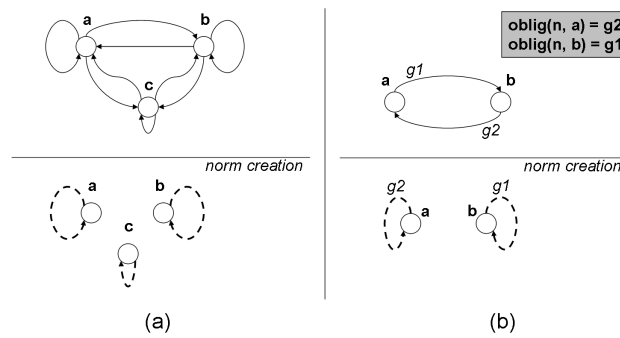 a
b
c
norm creation
a
b
c
(a)
oblig(n, a) = g2
oblig(n, b) = g1
a
g1
b
g2
norm creation
g2
g1
a
b
(b)